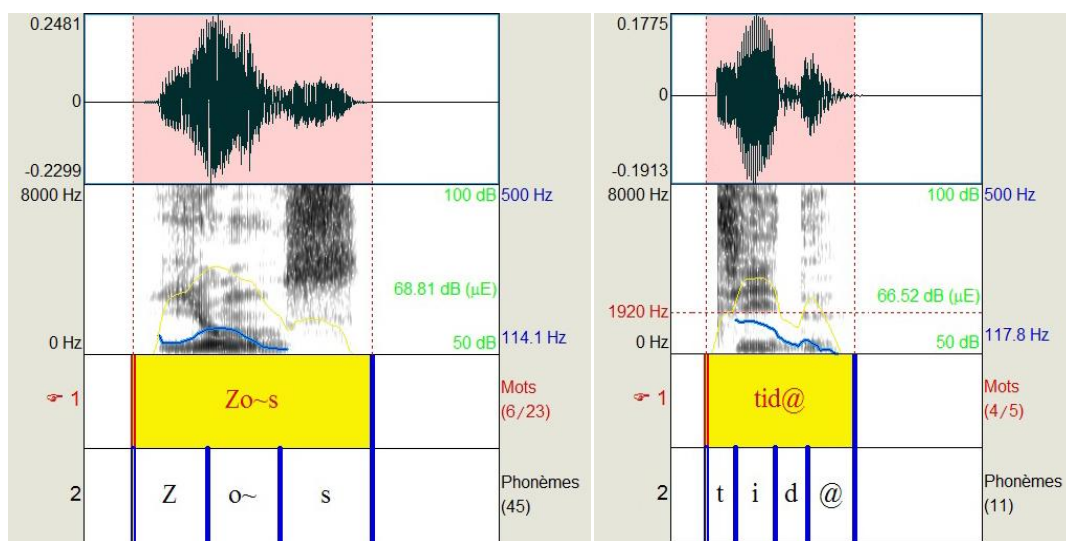 0.2481
0
-0.2299
8000 Hz
100 dB
500 Hz
68.81 dB (µE)
0 Hz
50 dB
114.1 Hz
☞ 1
Zo~s
Mots
(6/23)
2
Z
o~
s
Phonèmes
(45)
0.1775
0
-0.1913
8000 Hz
100 dB
500 Hz
66.52 dB (µE)
1920 Hz
0 Hz
50 dB
117.8 Hz
☞ 1
tid@
Mots
(4/5)
2
t
i
d
@
Phonèmes
(11)